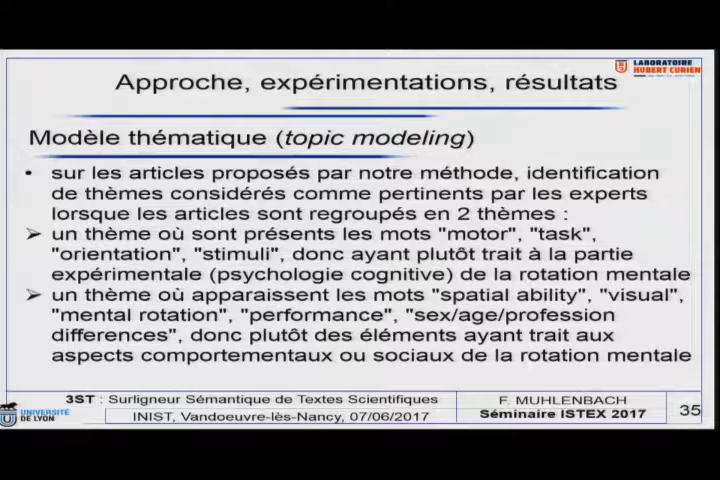 LABORATOIRE
HUBERT CURIEN
Approche, expérimentations, résultats
Modèle thématique (topic modeling)
• sur les articles proposés par notre méthode, identification
de thèmes considérés comme pertinents par les experts
lorsque les articles sont regroupés en 2 thèmes :
➢ un thème où sont présents les mots "motor", "task",
"orientation", "stimuli", donc ayant plutôt trait à la partie
expérimentale (psychologie cognitive) de la rotation mentale
➢ un thème où apparaissent les mots "spatial ability", "visual",
"mental rotation", "performance", "sex/age/profession
differences", donc plutôt des éléments ayant trait aux
aspects comportementaux ou sociaux de la rotation mentale
UNIVERSITÉ
DE LYON
3ST : Surligneur Sémantique de Textes Scientifiques
INIST, Vandoeuvre-lès-Nancy, 07/06/2017
F. MUHLENBACH
Séminaire ISTEX 2017
35